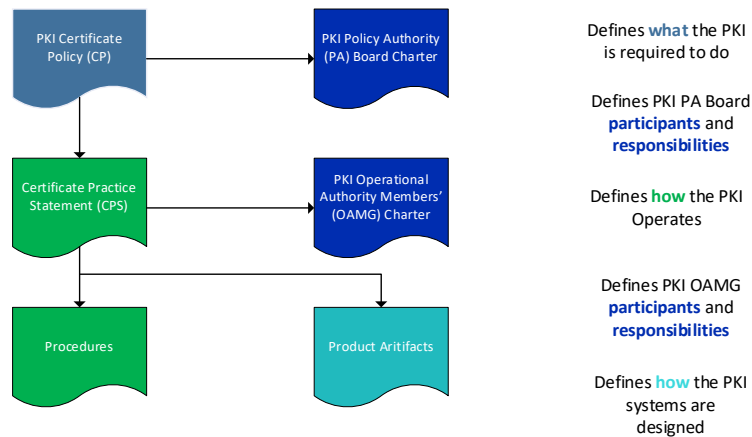 PKI Certificate
Policy (CP)
PKI Policy Authority
(PA) Board Charter
Defines what the PKI
is required to do
Defines PKI PA Board
participants and
responsibilities
Certificate Practice
Statement (CPS)
PKI Operational
Authority Members’
(OAMG) Charter
Defines how the PKI
Operates
Defines PKI OAMG
participants and
responsibilities
Procedures
Product Aritifacts
Defines how the PKI
systems are
designed